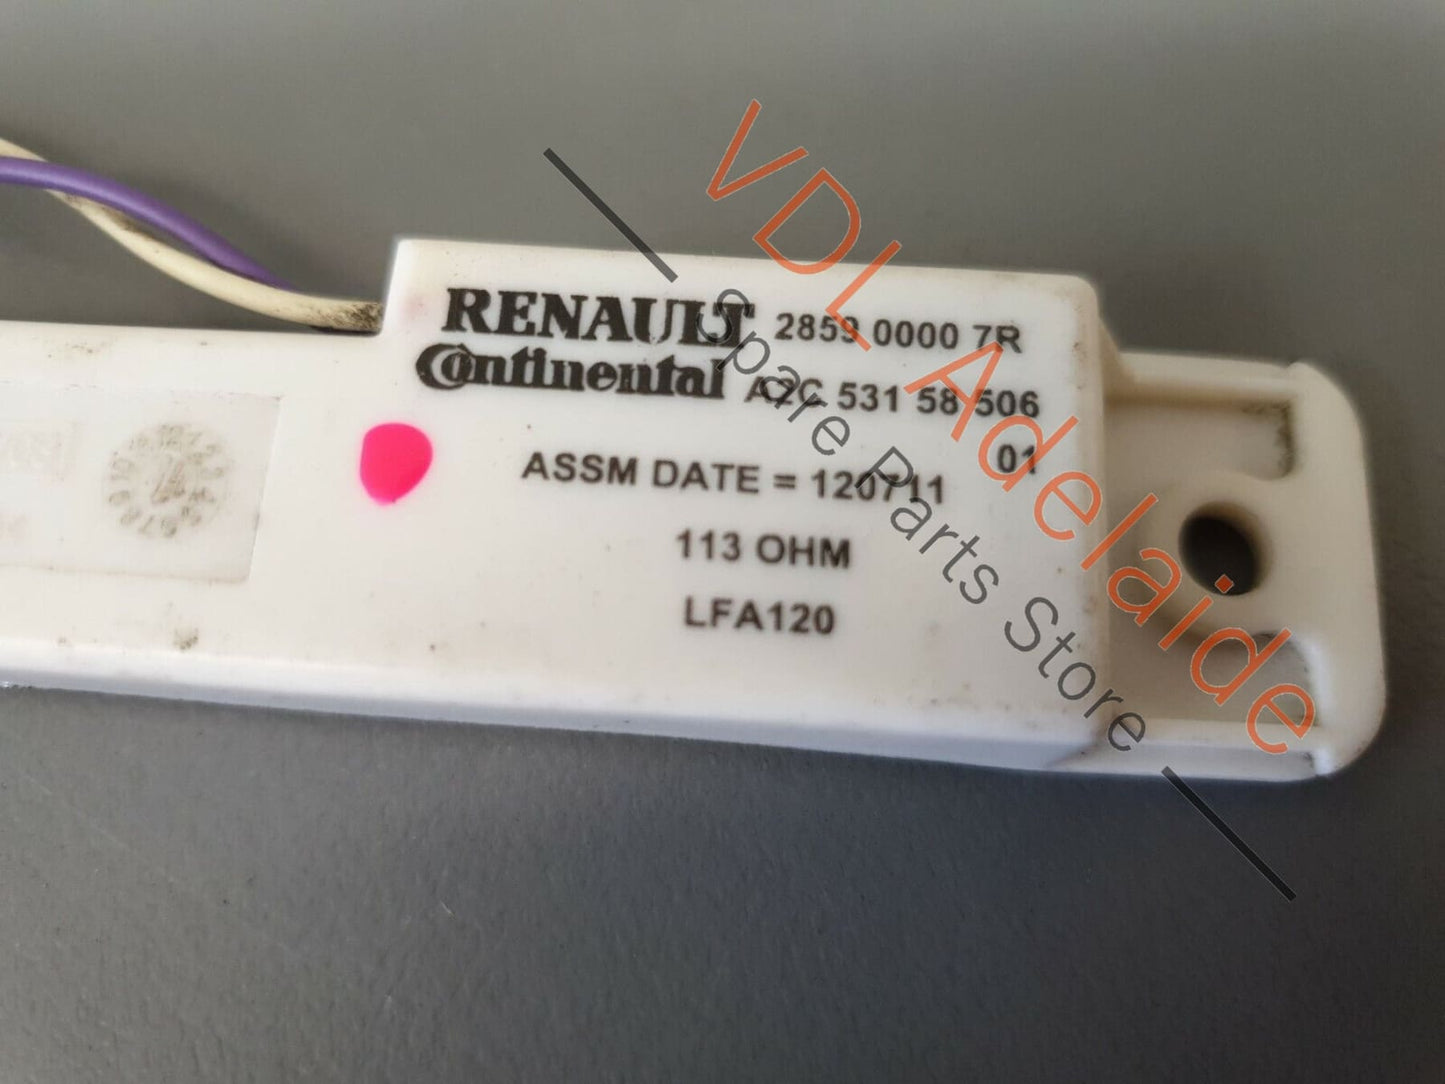 RENAULT 2859 0000 7R
Continental A2C 531 58 506
01
ASSM DATE = 120711
113 OHM
LFA120
VDL Adelaide
Spare Parts Store